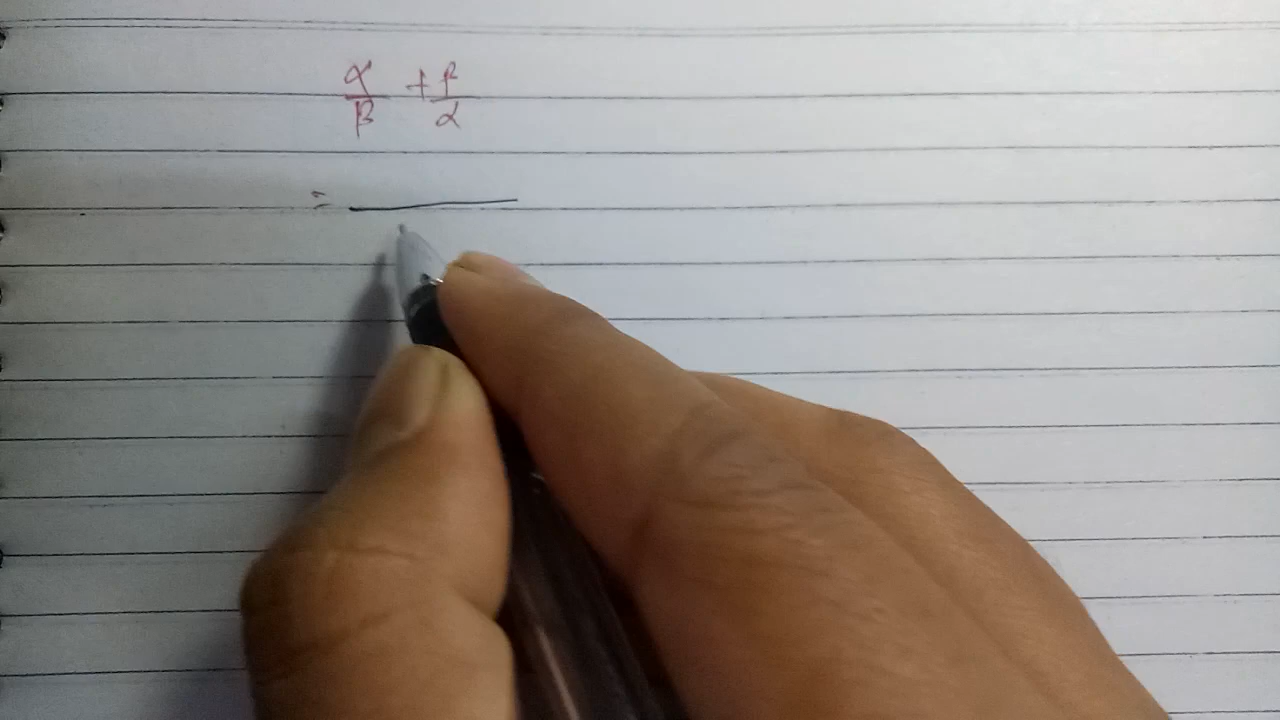 α/β + β/α
=